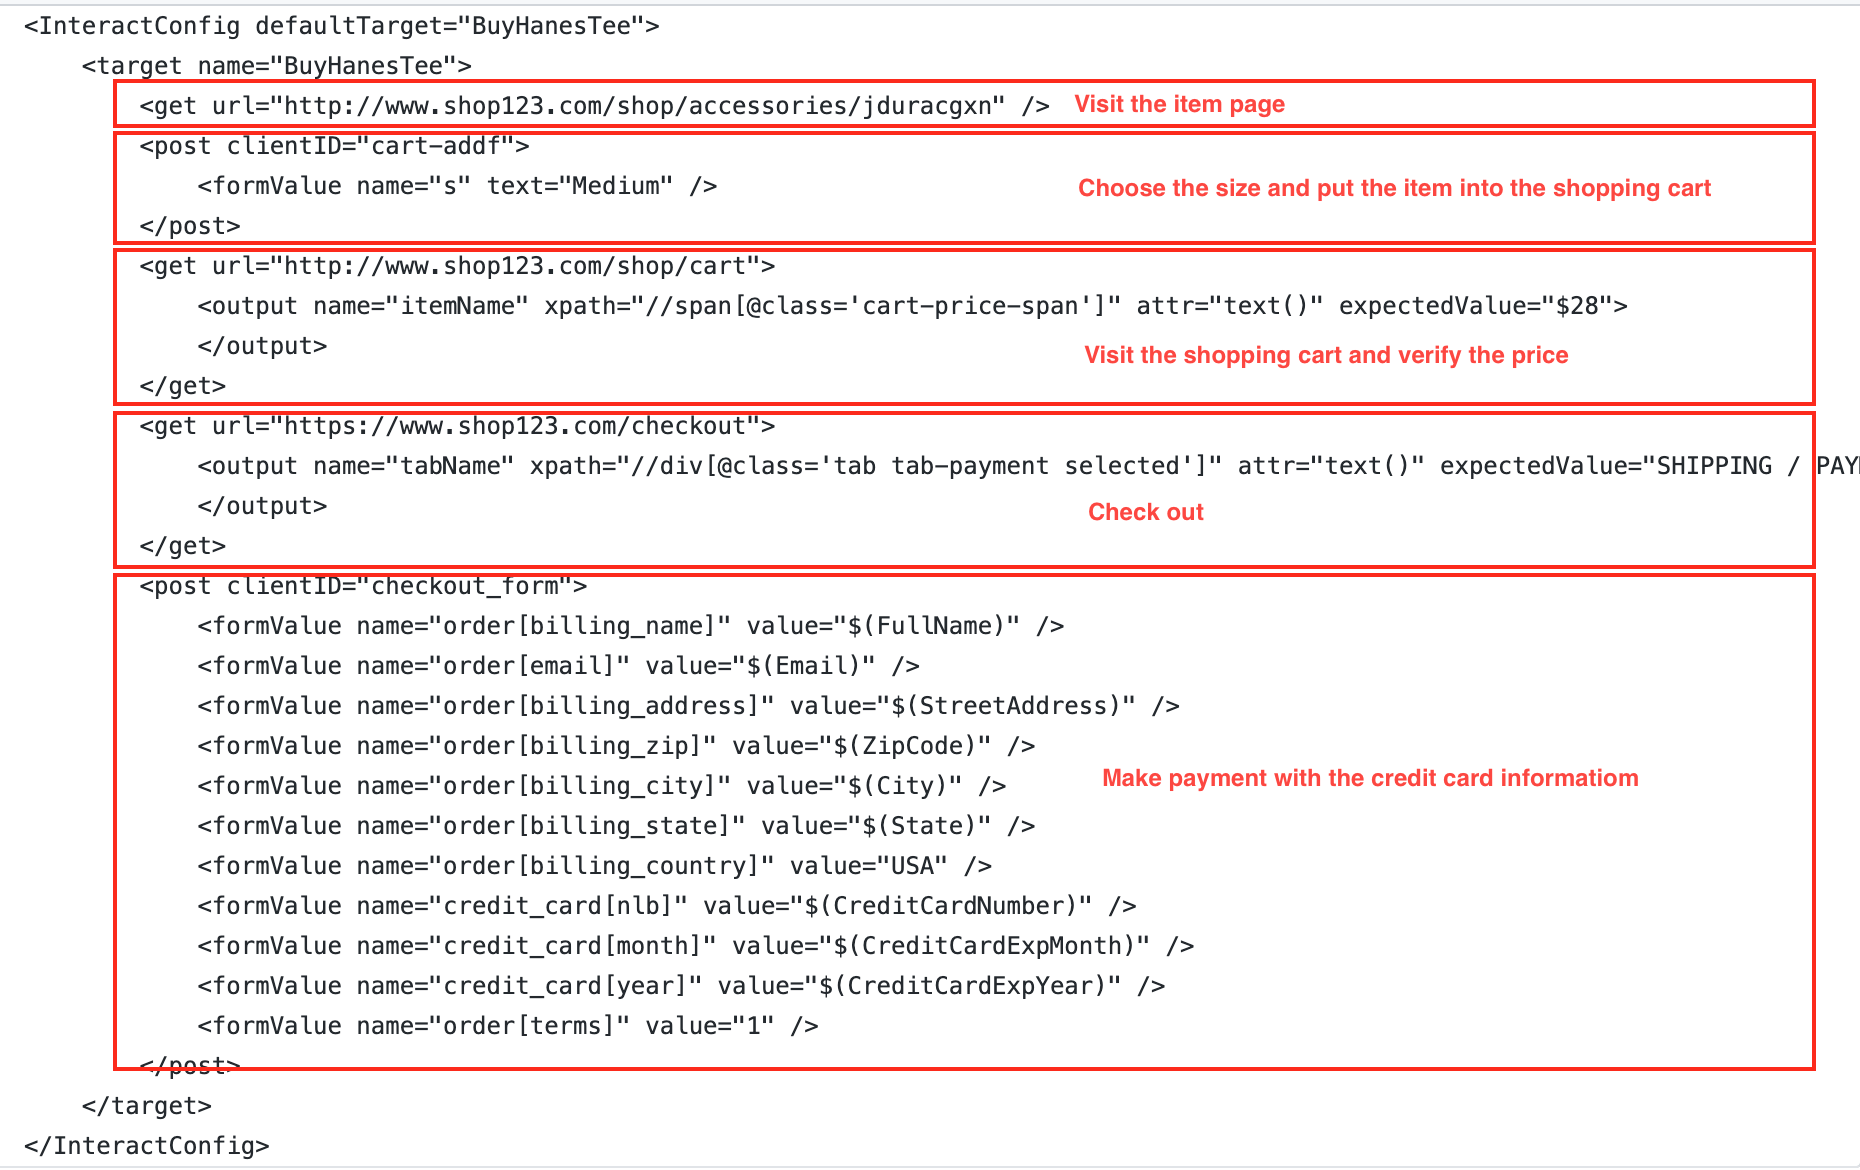 <InteractConfig defaultTarget="BuyHanesTee">
<target name="BuyHanesTee">
<get url="http://www.shop123.com/shop/accessories/jduracgxn" /> Visit the item page
<post clientID="cart-addf">
<formValue name="s" text="Medium" /> Choose the size and put the item into the shopping cart
</post>
<get url="http://www.shop123.com/shop/cart">
<output name="itemName" xpath="//span[@class='cart-price-span']" attr="text()" expectedValue="$28">
</output> Visit the shopping cart and verify the price
</get>
<get url="https://www.shop123.com/checkout">
<output name="tabName" xpath="//div[@class='tab tab-payment selected']" attr="text()" expectedValue="SHIPPING /
</output> Check out
</get>
<post clientID="checkout_form">
<formValue name="order[billing_name]" value="$(FullName)" />
<formValue name="order[email]" value="$(Email)" />
<formValue name="order[billing_address]" value="$(StreetAddress)" />
<formValue name="order[billing_zip]" value="$(ZipCode)" />
<formValue name="order[billing_city]" value="$(City)" /> Make payment with the credit card informatiom
<formValue name="order[billing_state]" value="$(State)" />
<formValue name="order[billing_country]" value="USA" />
<formValue name="credit_card[nlb]" value="$(CreditCardNumber)" />
<formValue name="credit_card[month]" value="$(CreditCardExpMonth)" />
<formValue name="credit_card[year]" value="$(CreditCardExpYear)" />
<formValue name="order[terms]" value="1" />
</post>
</target>
</InteractConfig>